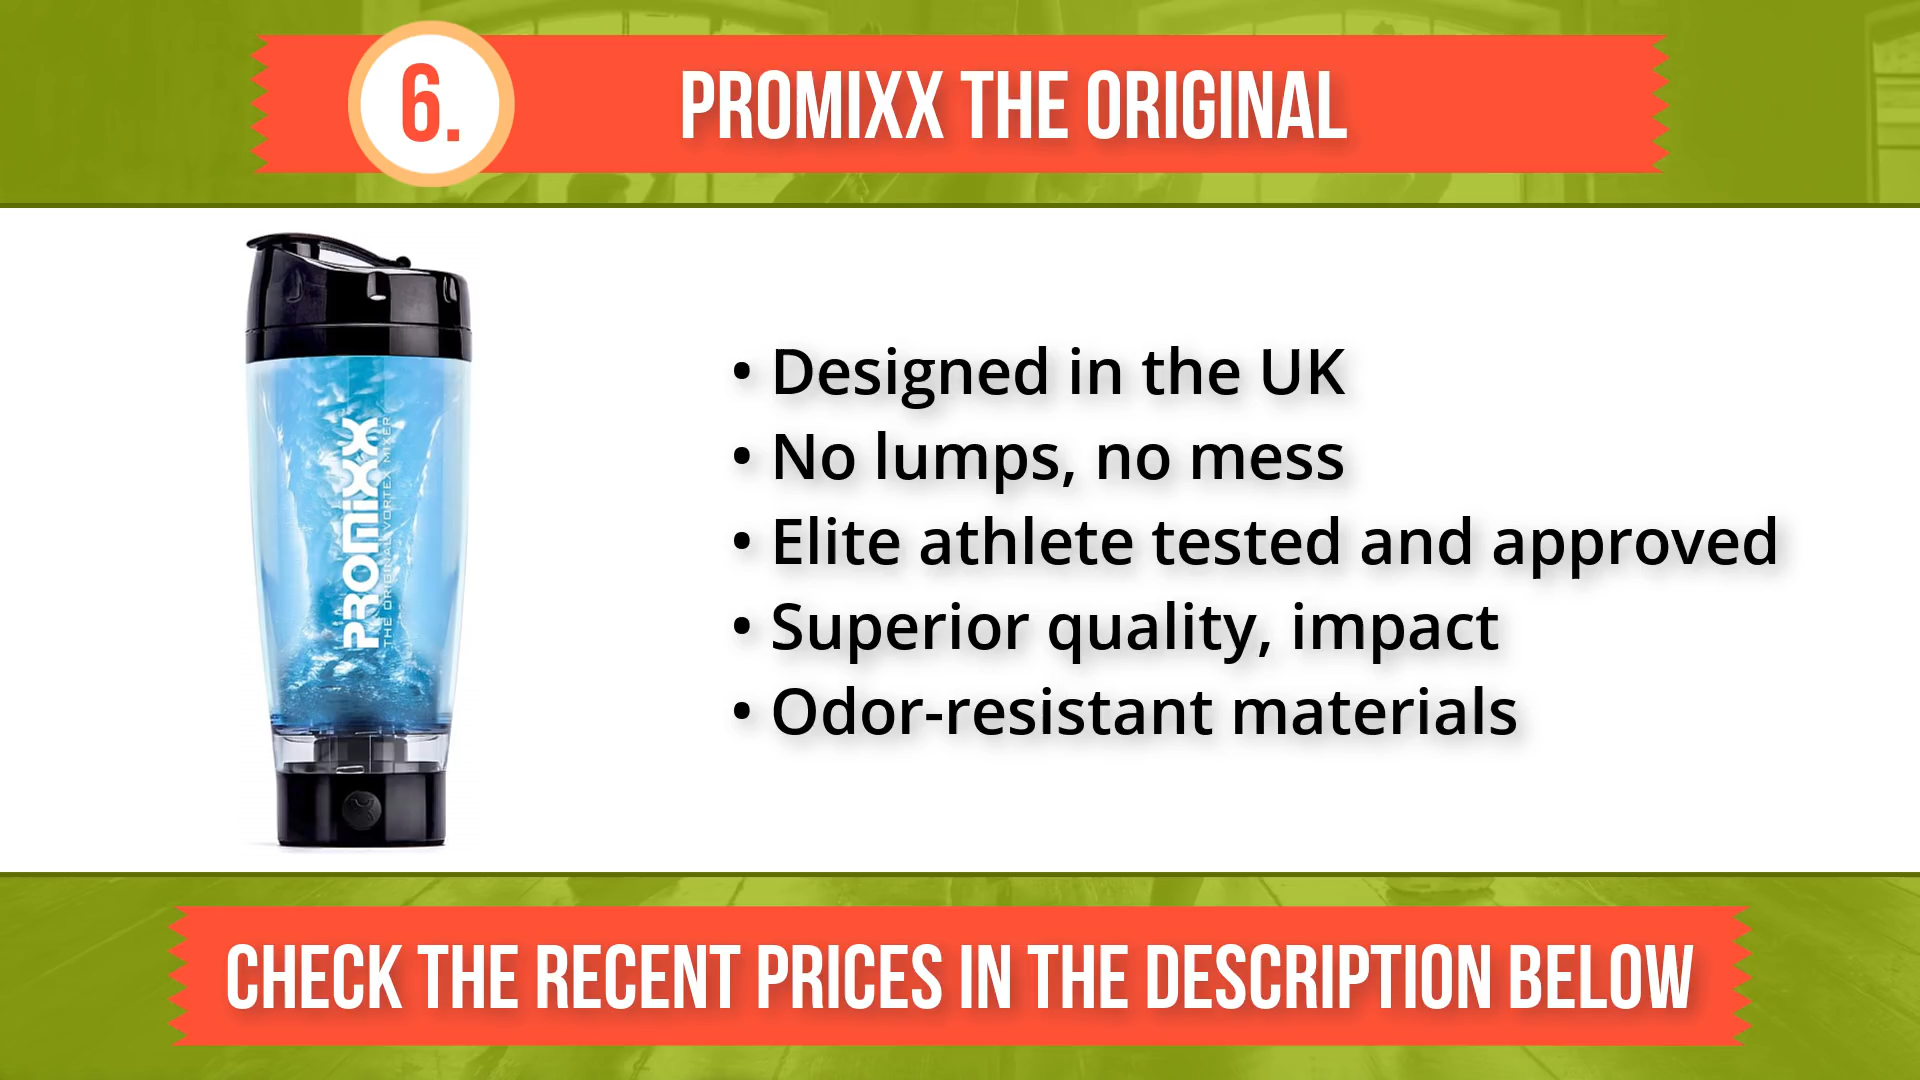 6.
PROMIXX THE ORIGINAL
PROMIXX
THE ORIGINAL VORTEX MIXER
• Designed in the UK
• No lumps, no mess
• Elite athlete tested and approved
• Superior quality, impact
• Odor-resistant materials
CHECK THE RECENT PRICES IN THE DESCRIPTION BELOW